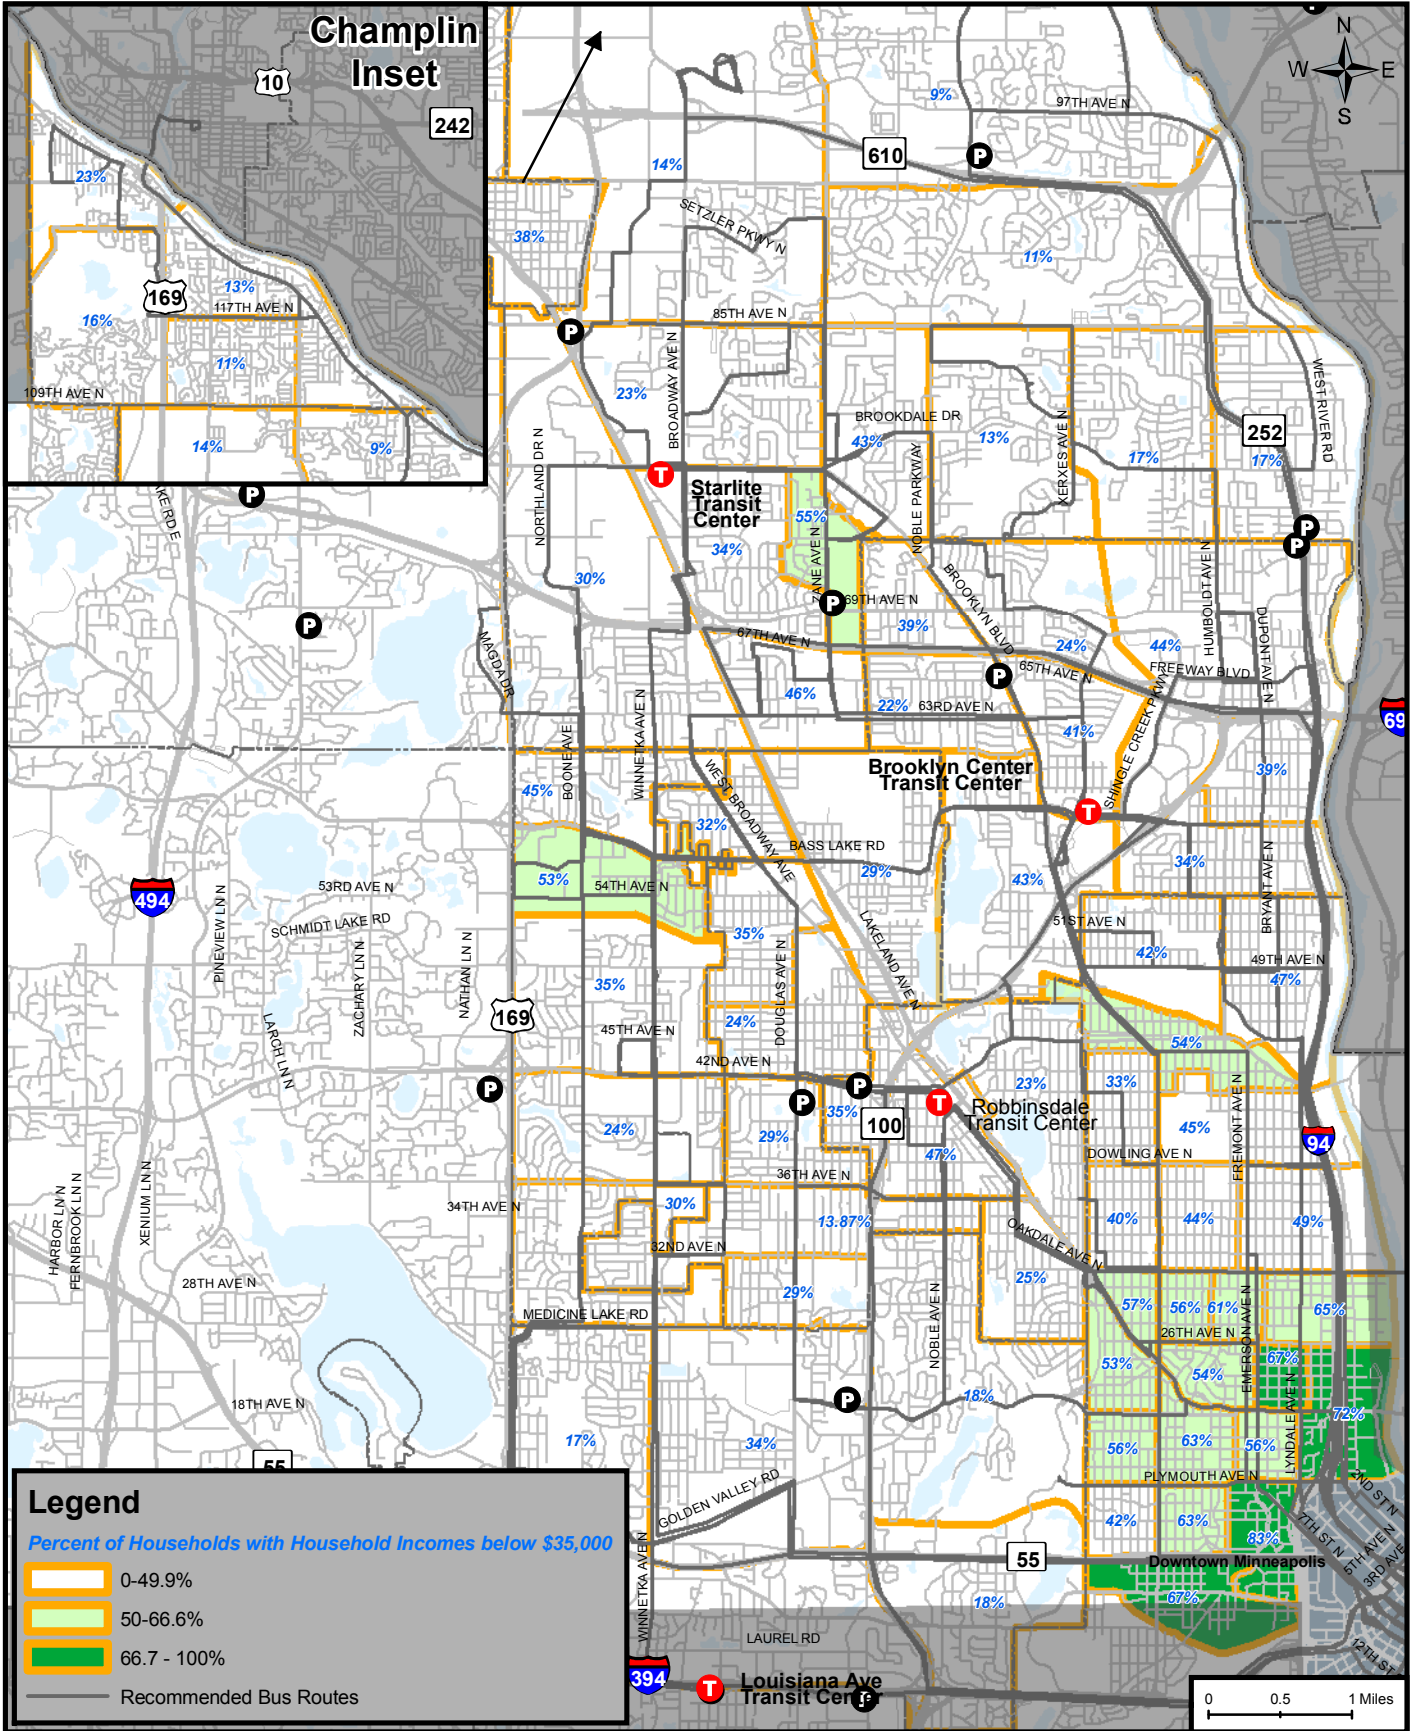 Champlin
Inset
10
242
23%
169
13%
117TH AVE N
16%
11%
109TH AVE N
14%
9%
N
W
E
S
P
9%
97TH AVE N
610
P
14%
SETZLER PKWY N
38%
11%
P
85TH AVE N
BROADWAY AVE N
23%
WEST RIVER RD
BROOKDALE DR
43%
13%
NORTHLAND DR N
NOBLE PARKWAY
XERXES AVE N
252
17%
17%
T
Starlite
Transit
Center
P
55%
34%
ZANE AVE N
P
P
30%
69TH AVE N
P
39%
BROOKLYN BLVD
HUMBOLDT AVE N
DUPONT AVE N
P
67TH AVE N
24%
44%
MAGDA DR
65TH AVE N
FREEWAY BLVD
P
46%
22%
63RD AVE N
41%
SHINGLE CREEK PKWY
BOONE AVE
WINNETKA AVE N
WEST BROADWAY AVE
Brooklyn Center
Transit Center
39%
45%
T
32%
BASS LAKE RD
29%
34%
53%
54TH AVE N
43%
BRYANT AVE N
494
53RD AVE N
SCHMIDT LAKE RD
PINEVIEW LN N
ZACHARY LN N
NATHAN LN N
35%
LAKELAND AVE N
51ST AVE N
42%
49TH AVE N
47%
35%
DOUGLAS AVE N
169
24%
45TH AVE N
LARCH LN N
54%
42ND AVE N
P
P
P
35%
100
T
Robbinsdale
Transit Center
23%
33%
45%
FREMONT AVE N
94
24%
29%
47%
DOWLING AVE N
36TH AVE N
HARBOR LN N
FERNBROOK LN N
XENIUM LN N
34TH AVE N
30%
13.87%
OAKDALE AVE N
40%
44%
49%
32ND AVE N
25%
28TH AVE N
29%
NOBLE AVE N
57%
56%
61%
EMERSON AVE N
65%
MEDICINE LAKE RD
26TH AVE N
53%
54%
67%
LYNDALE AVE N
P
18%
72%
18TH AVE N
17%
34%
56%
63%
56%
55
PLYMOUTH AVE N
2ND ST N
GOLDEN VALLEY RD
42%
63%
83%
7TH ST N
5TH AVE N
3RD AVE
55
Downtown Minneapolis
67%
18%
WINNETKA AVE N
LAUREL RD
12TH ST
394
T
Louisiana Ave
Transit Center
P
Legend
Percent of Households with Household Incomes below $35,000
0-49.9%
50-66.6%
66.7 - 100%
Recommended Bus Routes
0 0.5 1 Miles